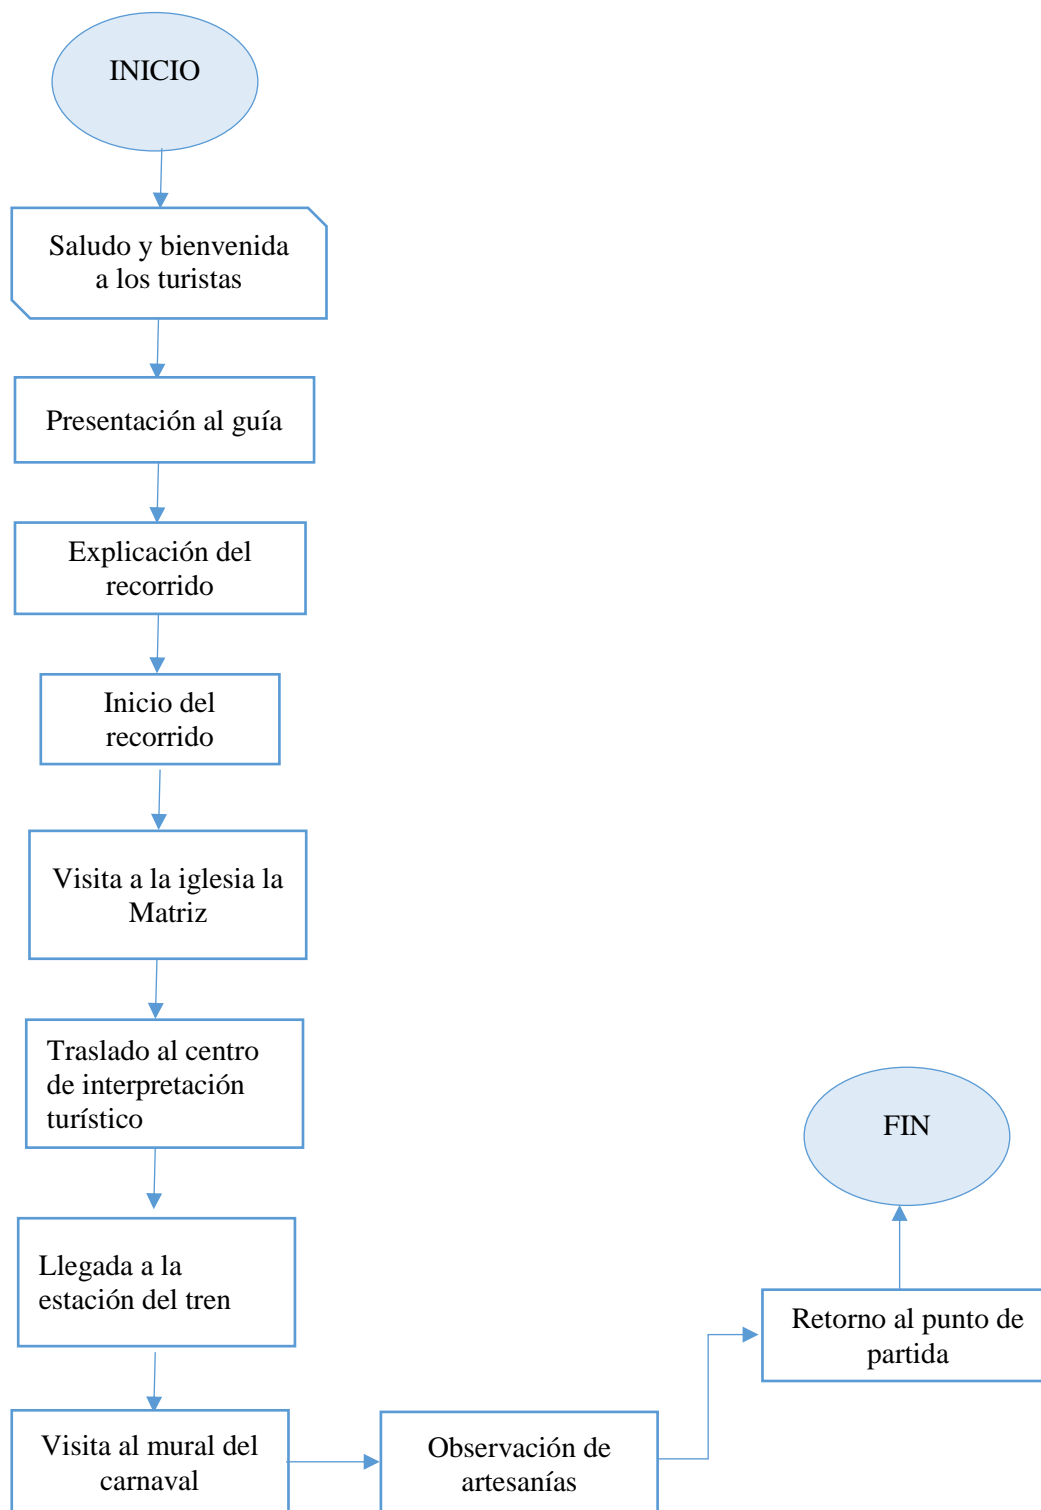 INICIO
Saludo y bienvenida
a los turistas
Presentación al guía
Explicación del
recorrido
Inicio del
recorrido
Visita a la iglesia la
Matriz
Traslado al centro
de interpretación
turístico
Llegada a la
estación del tren
Visita al mural del
carnaval
Observación de
artesanías
Retorno al punto de
partida
FIN